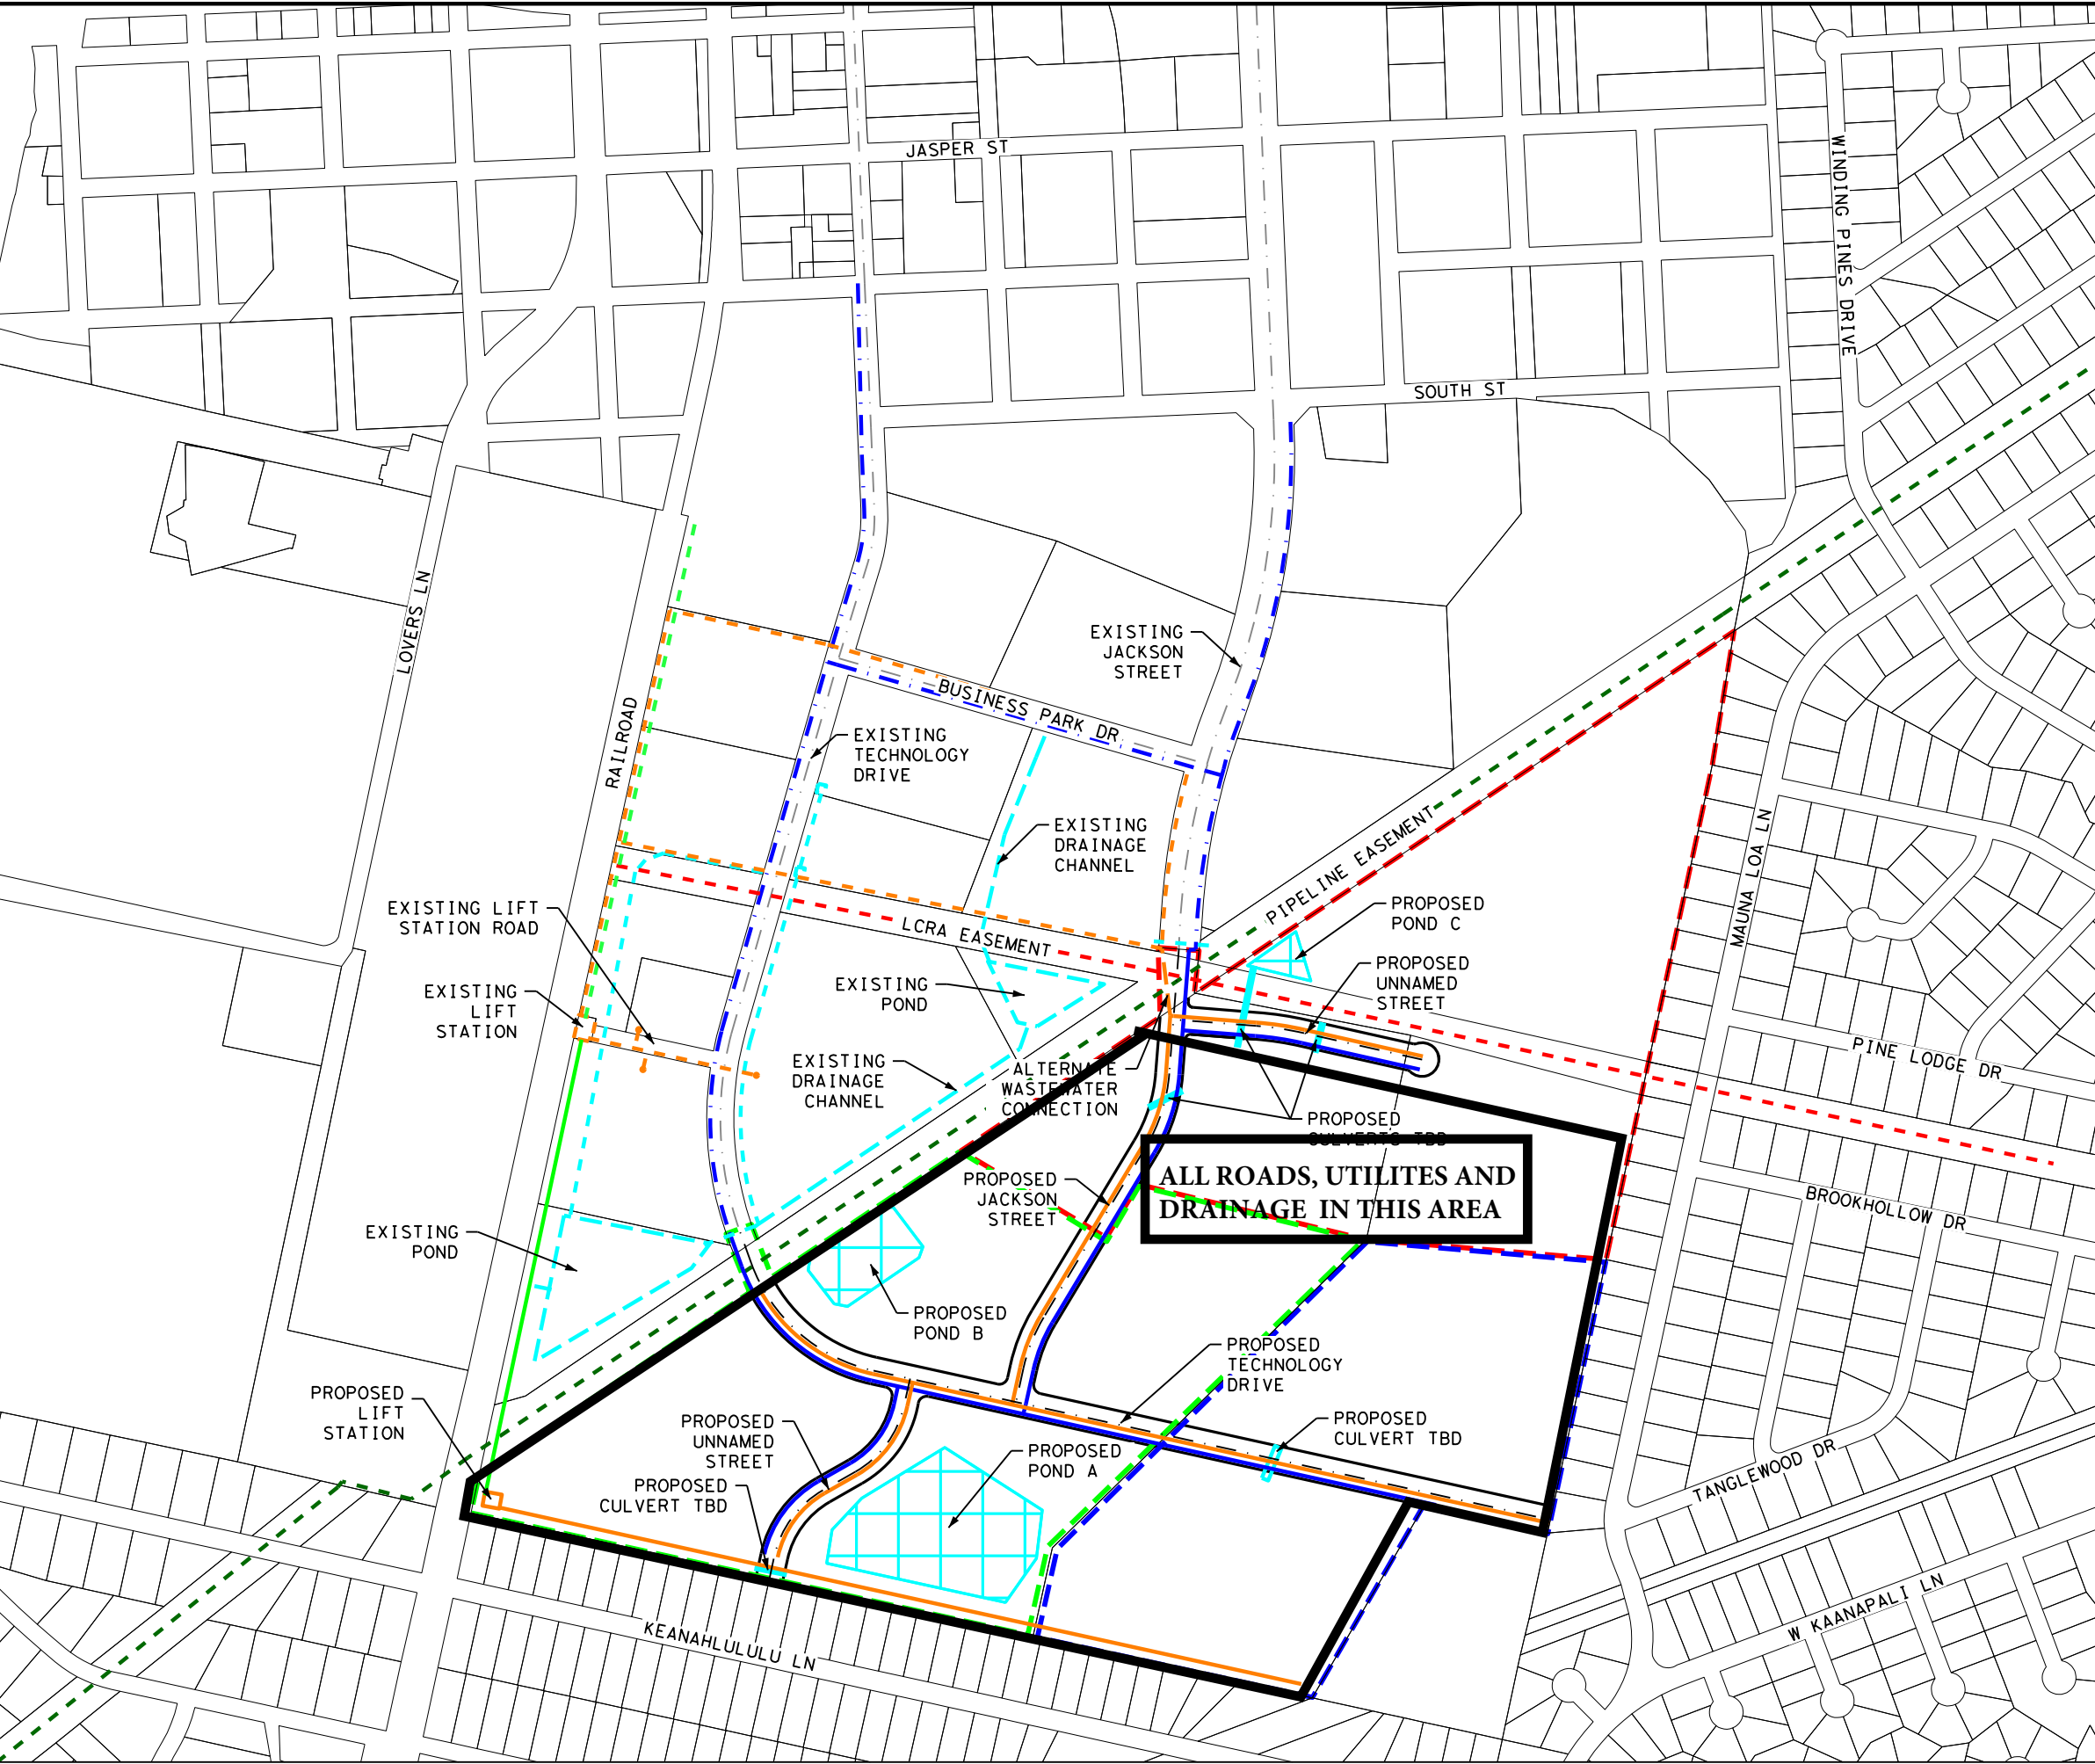 JASPER ST
WINDING PINES DRIVE
SOUTH ST
LOVERS LN
EXISTING
JACKSON
STREET
BUSINESS PARK DR
RAILROAD
EXISTING
TECHNOLOGY
DRIVE
EXISTING
DRAINAGE
CHANNEL
PIPELINE EASEMENT
MAUNA LOA LN
EXISTING LIFT
STATION ROAD
LCRA EASEMENT
PROPOSED
POND C
EXISTING
POND
PROPOSED
UNNAMED
STREET
EXISTING
LIFT
STATION
PINE LODGE DR
EXISTING
DRAINAGE
CHANNEL
ALTERNATE
WASTEWATER
CONNECTION
PROPOSED
CULVERTS TBD
ALL ROADS, UTILITES AND
DRAINAGE IN THIS AREA
PROPOSED
JACKSON
STREET
BROOKHOLLOW DR
EXISTING
POND
PROPOSED
POND B
PROPOSED
TECHNOLOGY
DRIVE
PROPOSED
LIFT
STATION
PROPOSED
UNNAMED
STREET
PROPOSED
POND A
PROPOSED
CULVERT TBD
PROPOSED
CULVERT TBD
TANGLEWOOD DR
W KAANAPALI LN
KEANAHLULULU LN